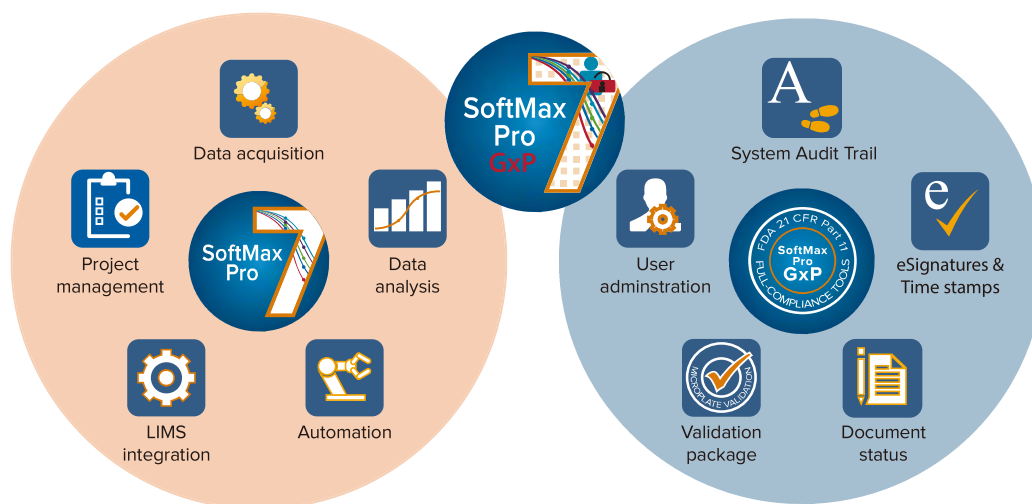 SoftMax
Pro
GxP
7
Data acquisition
Project
management
SoftMax
Pro
7
Data
analysis
LIMS
integration
Automation
A
System Audit Trail
User
adminstration
FDA 21 CFR Part 11
SoftMax
Pro
GxP
FULL-COMPLIANCE TOOLS
e
eSignatures &
Time stamps
MICROPLATE VALIDATION
Validation
package
Document
status